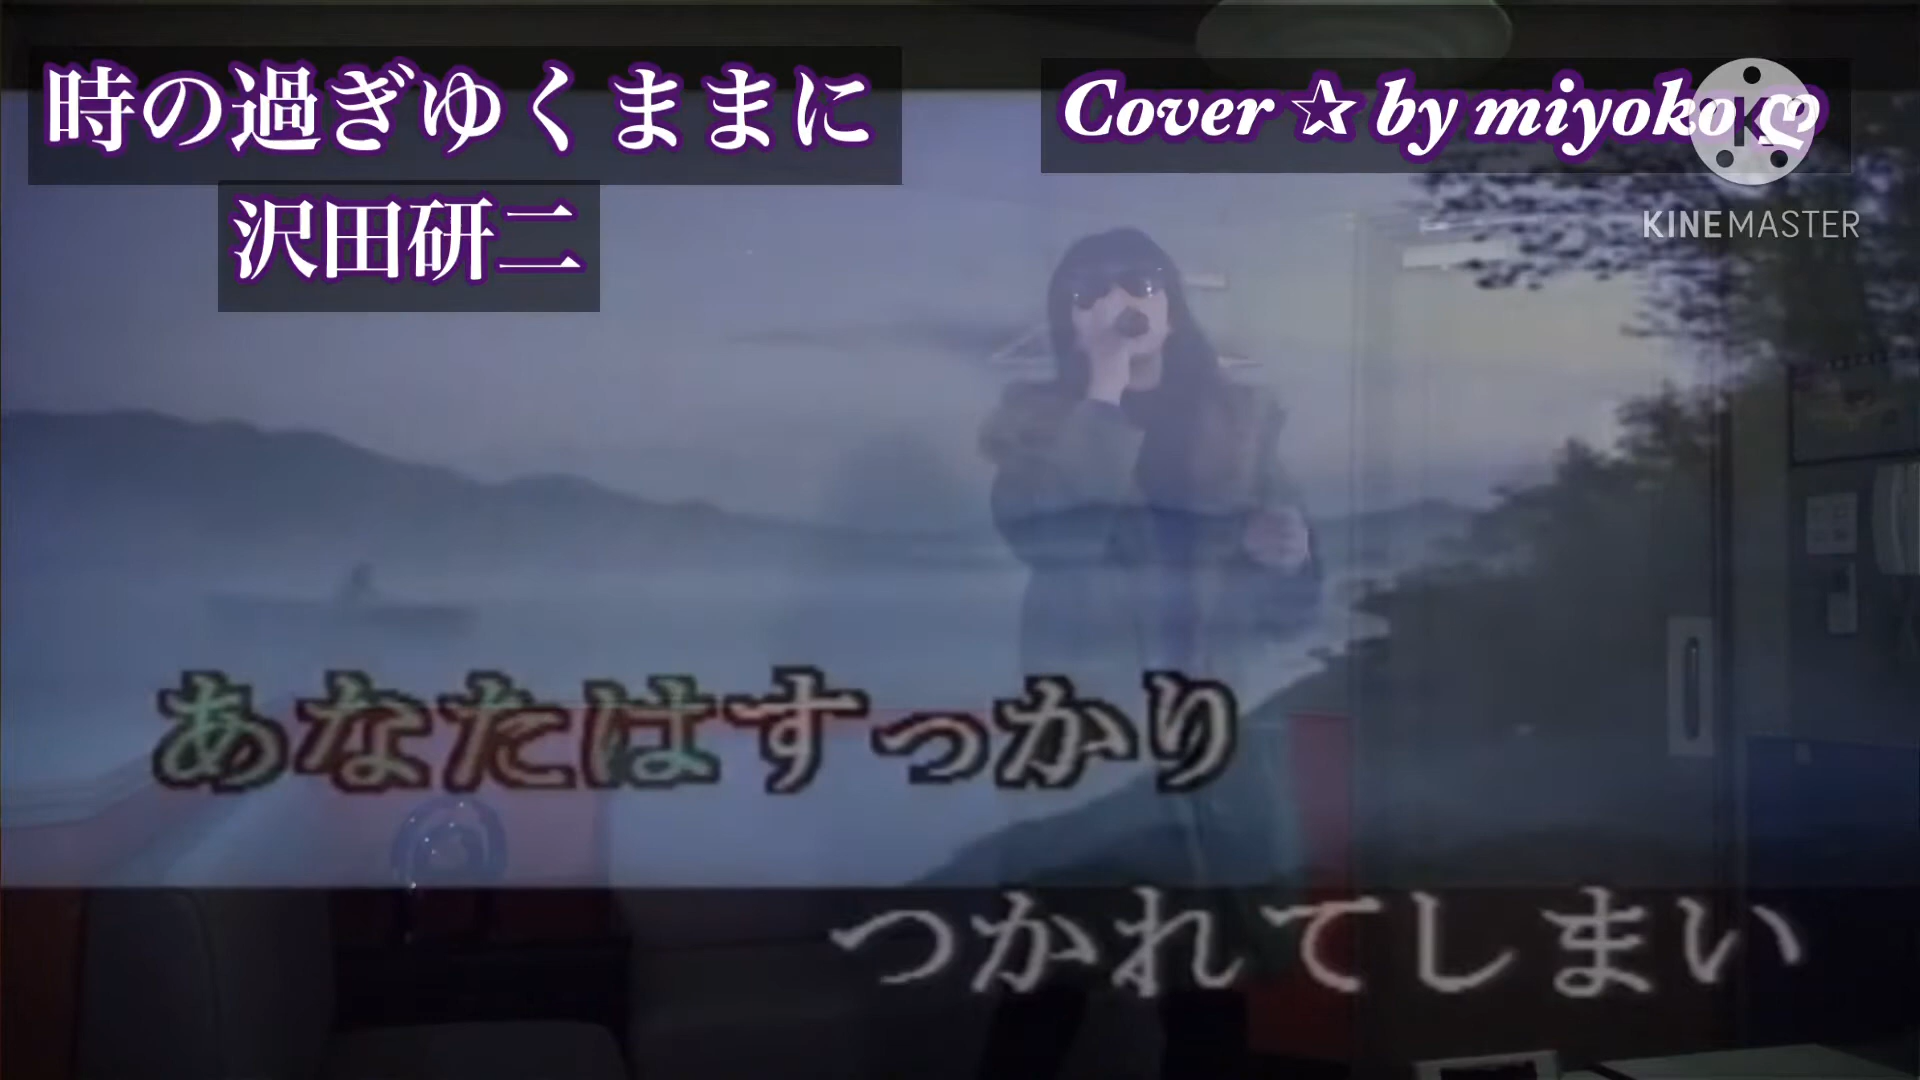 時の過ぎゆくままに
Cover ☆ by miyoko ღ
沢田研二
KINEMASTER
あなたはすっかり
つかれてしまい